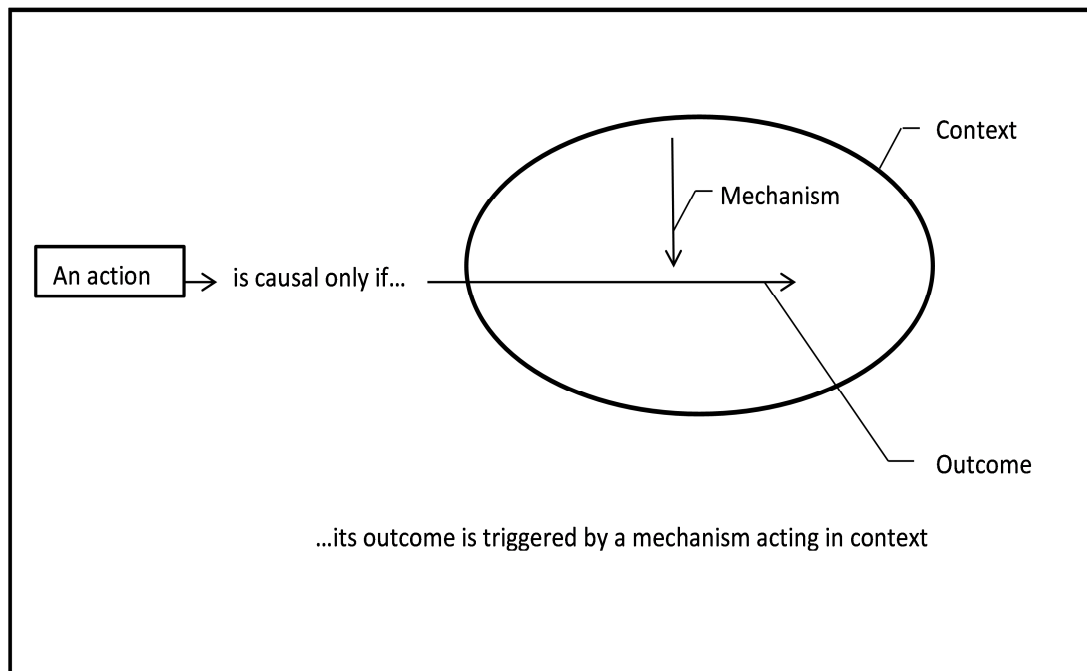 Context
Mechanism
An action
is causal only if...
Outcome
...its outcome is triggered by a mechanism acting in context